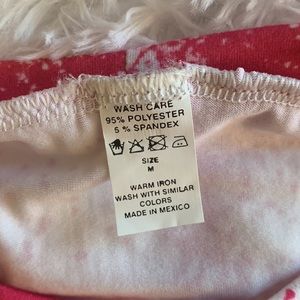 WASH CARE
95% POLYESTER
5 % SPANDEX
SIZE
M
WARM IRON
WASH WITH SIMILAR
COLORS
MADE IN MEXICO